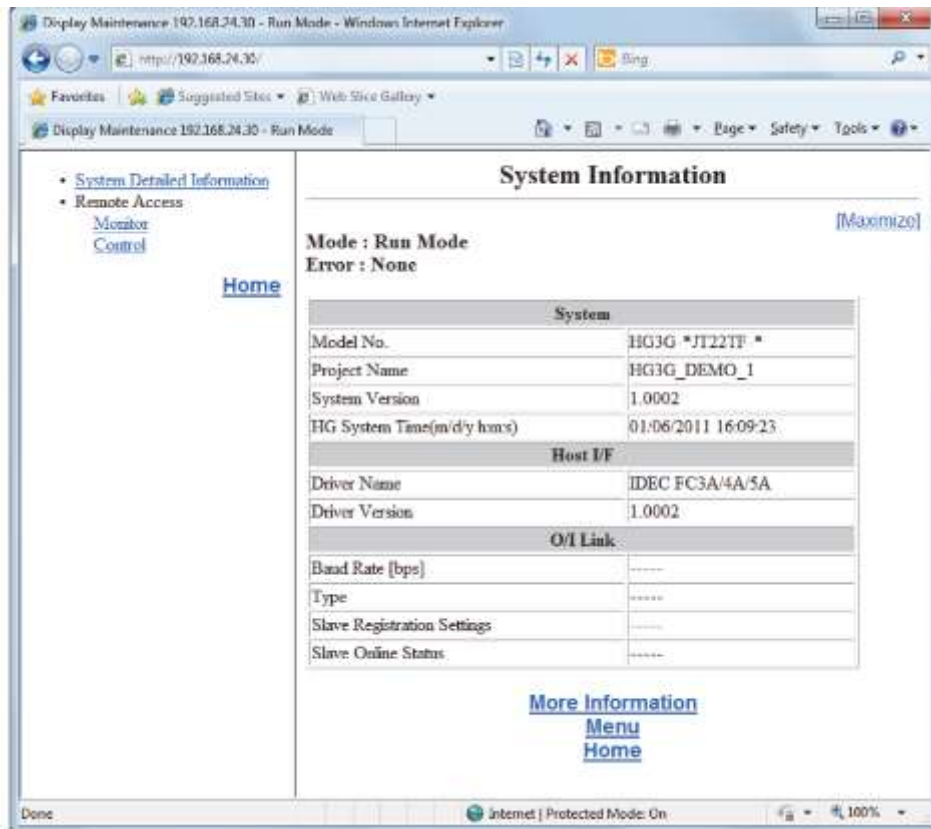 Display Maintenance 192.168.24.30 - Run Mode - Windows Internet Explorer
http://192.168.24.30/
Bing
Favorites
Suggested Sites
Web Slice Gallery
Display Maintenance 192.168.24.30 - Run Mode
Page
Safety
Tools
System Detailed Information
Remote Access
Monitor
Control
Home
System Information
[Maximize]
Mode : Run Mode
Error : None
System
Model No. HG3G *JT22TF *
Project Name HG3G_DEMO_1
System Version 1.0002
HG System Time(m/d/y h:m:s) 01/06/2011 16:09:23
Host I/F
Driver Name IDEC FC3A/4A/5A
Driver Version 1.0002
O/I Link
Baud Rate [bps] -----
Type -----
Slave Registration Settings -----
Slave Online Status -----
More Information
Menu
Home
Done
Internet | Protected Mode: On
100%